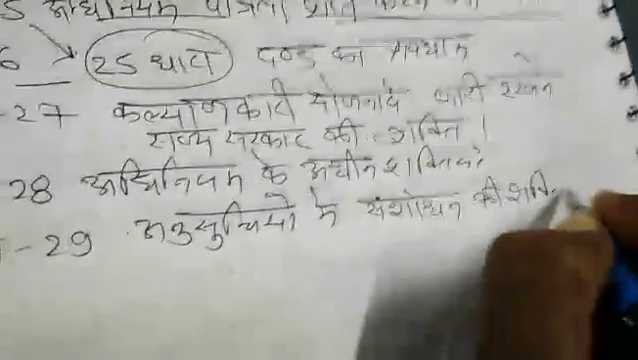 5 अधिनियम
6 25 धारा दण्ड का प्रावधान
-27 कल्याणकारी योजनायें जारी रखने
राज्य सरकार की शक्ति।
28 अधिनियम के अधीन शक्तियां
-29 अनुसुचियो मे संशोधन की शक्ति